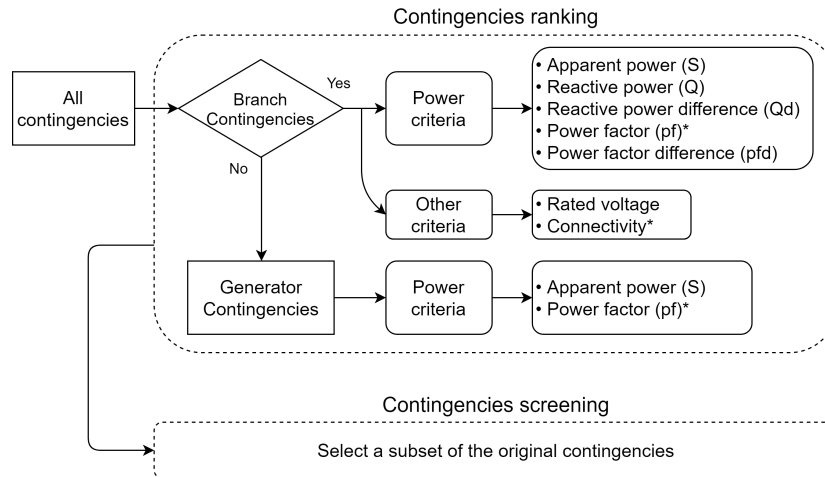 Contingencies ranking
All
contingencies
Branch
Contingencies
Yes
No
Power
criteria
• Apparent power (S)
• Reactive power (Q)
• Reactive power difference (Qd)
• Power factor (pf)*
• Power factor difference (pfd)
Other
criteria
• Rated voltage
• Connectivity*
Generator
Contingencies
Power
criteria
• Apparent power (S)
• Power factor (pf)*
Contingencies screening
Select a subset of the original contingencies